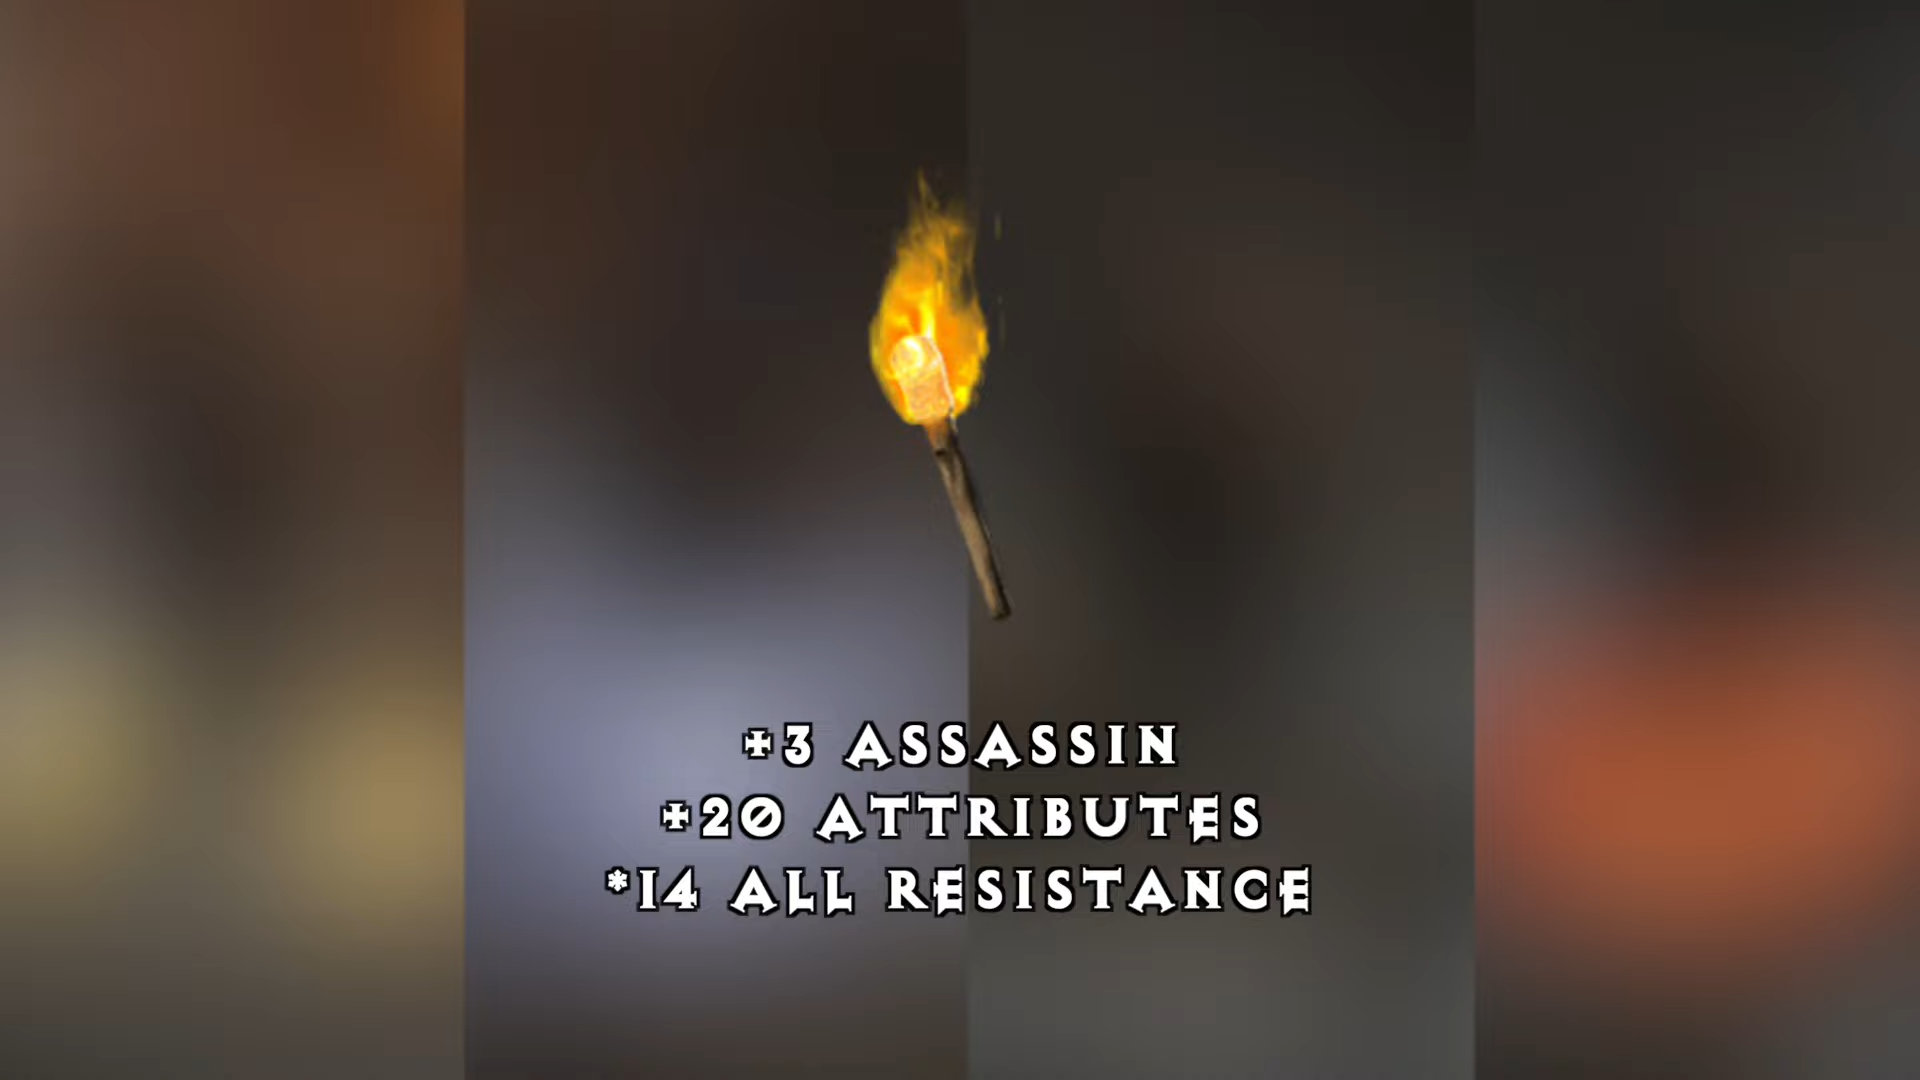 +3 ASSASSIN
+20 ATTRIBUTES
*14 ALL RESISTANCE